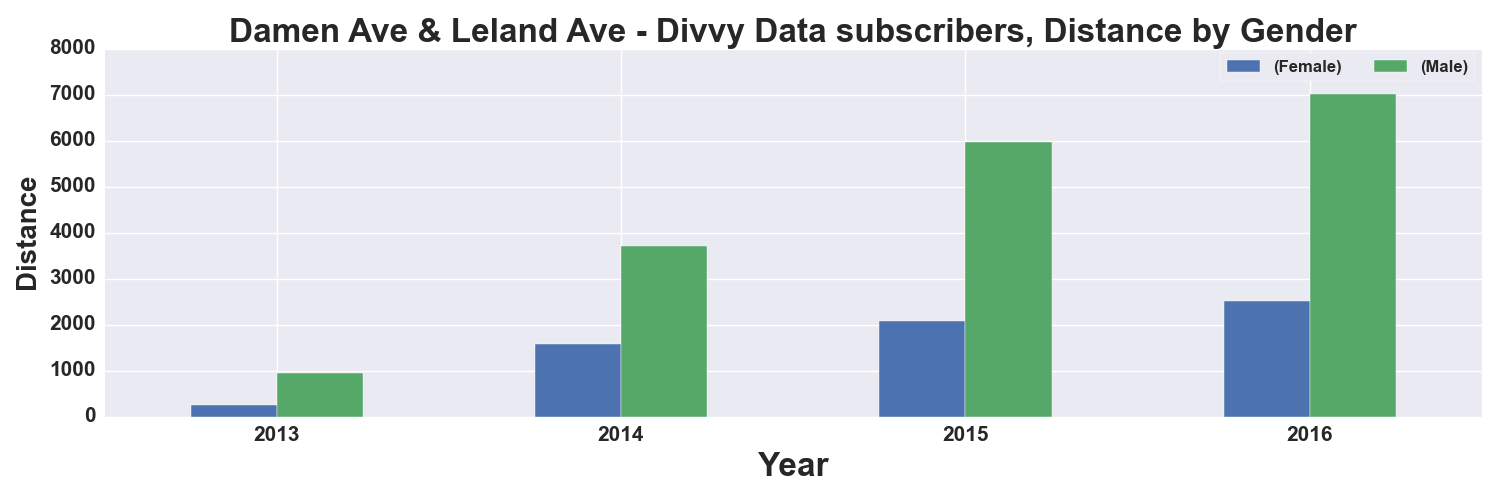 Damen Ave & Leland Ave - Divvy Data subscribers, Distance by Gender
(Female) (Male)
8000
7000
6000
5000
4000
3000
2000
1000
0
Distance
2013 2014 2015 2016
Year